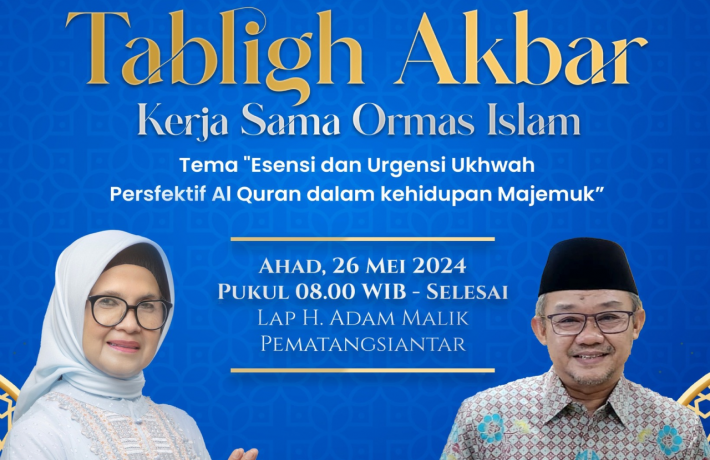 Tabligh Akbar
Kerja Sama Ormas Islam
Tema "Esensi dan Urgensi Ukhwah
Persfektif Al Quran dalam kehidupan Majemuk”
Ahad, 26 Mei 2024
Pukul 08.00 WIB - Selesai
Lap H. Adam Malik
Pematangsiantar